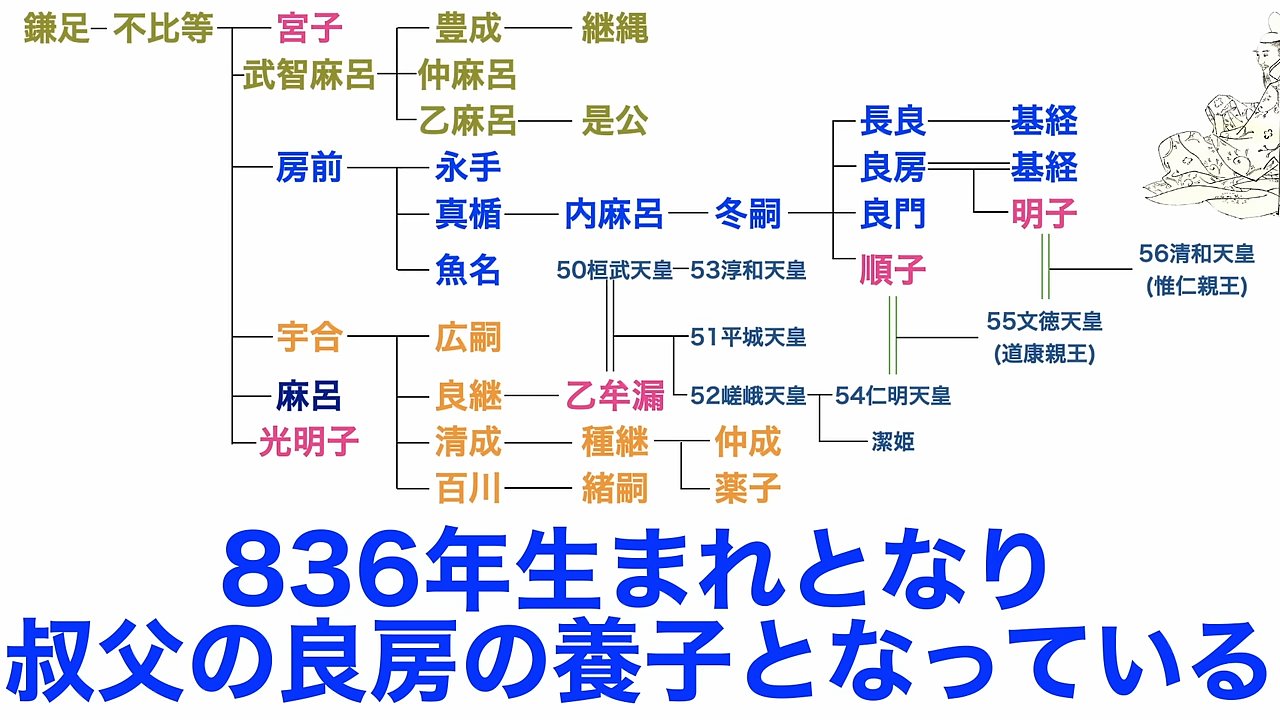 鎌足 不比等 宮子 豊成 継縄
武智麻呂 仲麻呂
乙麻呂 是公 長良 基経
房前 永手 良房 基経
真楯 内麻呂 冬嗣 良門 明子
魚名 50桓武天皇 53淳和天皇 順子 56清和天皇
(惟仁親王)
宇合 広嗣 51平城天皇 55文徳天皇
(道康親王)
麻呂 良継 乙牟漏 52嵯峨天皇 54仁明天皇
光明子 清成 種継 仲成 潔姫
百川 緒嗣 薬子
836年生まれとなり
叔父の良房の養子となっている